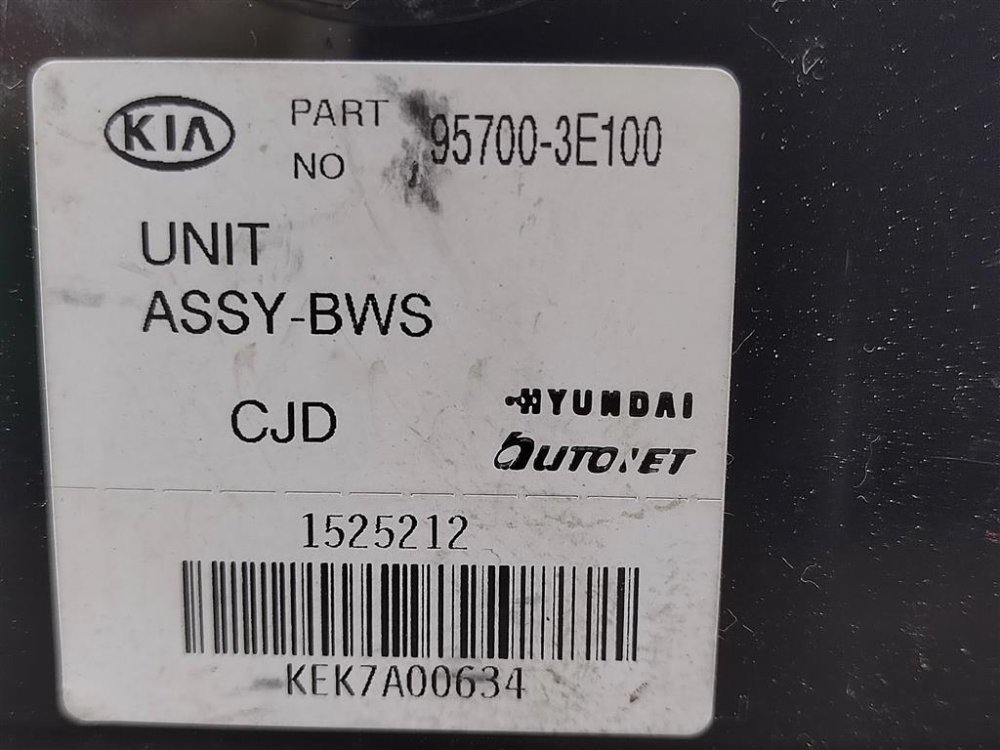 KIA
PART NO 95700-3E100
UNIT
ASSY-BWS
CJD
HYUNDAI
AUTONET
1525212
KEK7A00634